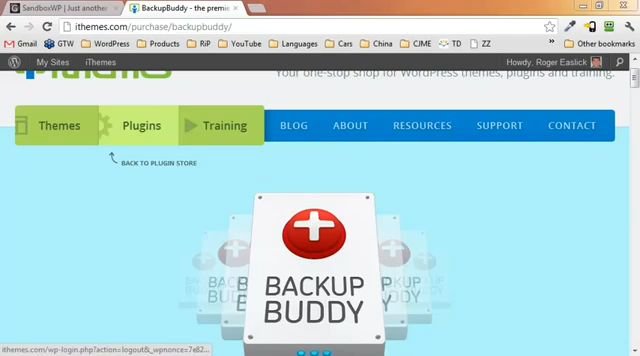 SandboxWP | Just another
BackupBuddy - the premie
ithemes.com/purchase/backupbuddy/
Gmail
GTW
WordPress
Products
RiP
YouTube
Languages
Cars
China
CJME
TD
ZZ
Other bookmarks
My Sites
iThemes
Howdy, Roger Easlick
Your one-stop shop for WordPress themes, plugins and training.
Themes
Plugins
Training
BLOG
ABOUT
RESOURCES
SUPPORT
CONTACT
BACK TO PLUGIN STORE
BACKUP
BUDDY
ithemes.com/wp-login.php?action=logout&_wpnonce=7e82...